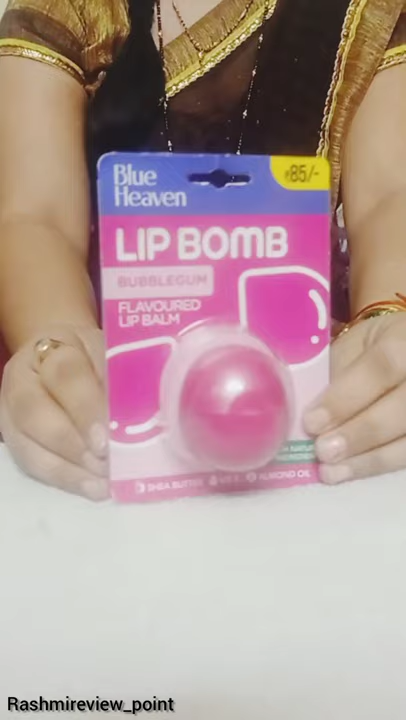 Blue
Heaven
₹85/-
LIP BOMB
BUBBLEGUM
FLAVOURED
LIP BALM
SHEA BUTTER
ALMOND OIL
Rashmireview_point